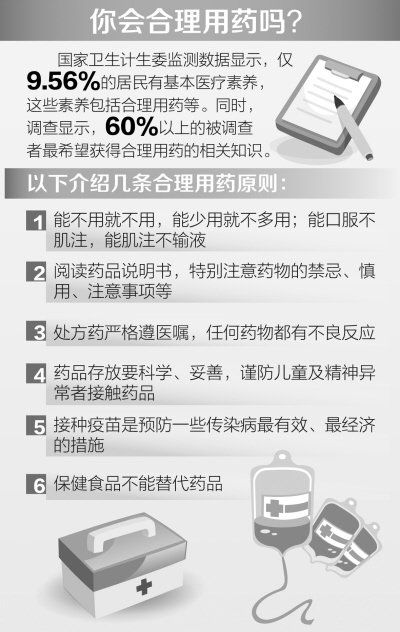 你会合理用药吗？
国家卫生计生委监测数据显示，仅
9.56%的居民有基本医疗素养，
这些素养包括合理用药等。同时，
调查显示，60%以上的被调查
者最希望获得合理用药的相关知识。
以下介绍几条合理用药原则：
1 能不用就不用，能少用就不多用；能口服不
肌注，能肌注不输液
2 阅读药品说明书，特别注意药物的禁忌、慎
用、注意事项等
3 处方药严格遵医嘱，任何药物都有不良反应
4 药品存放要科学、妥善，谨防儿童及精神异
常者接触药品
5 接种疫苗是预防一些传染病最有效、最经济
的措施
6 保健食品不能替代药品